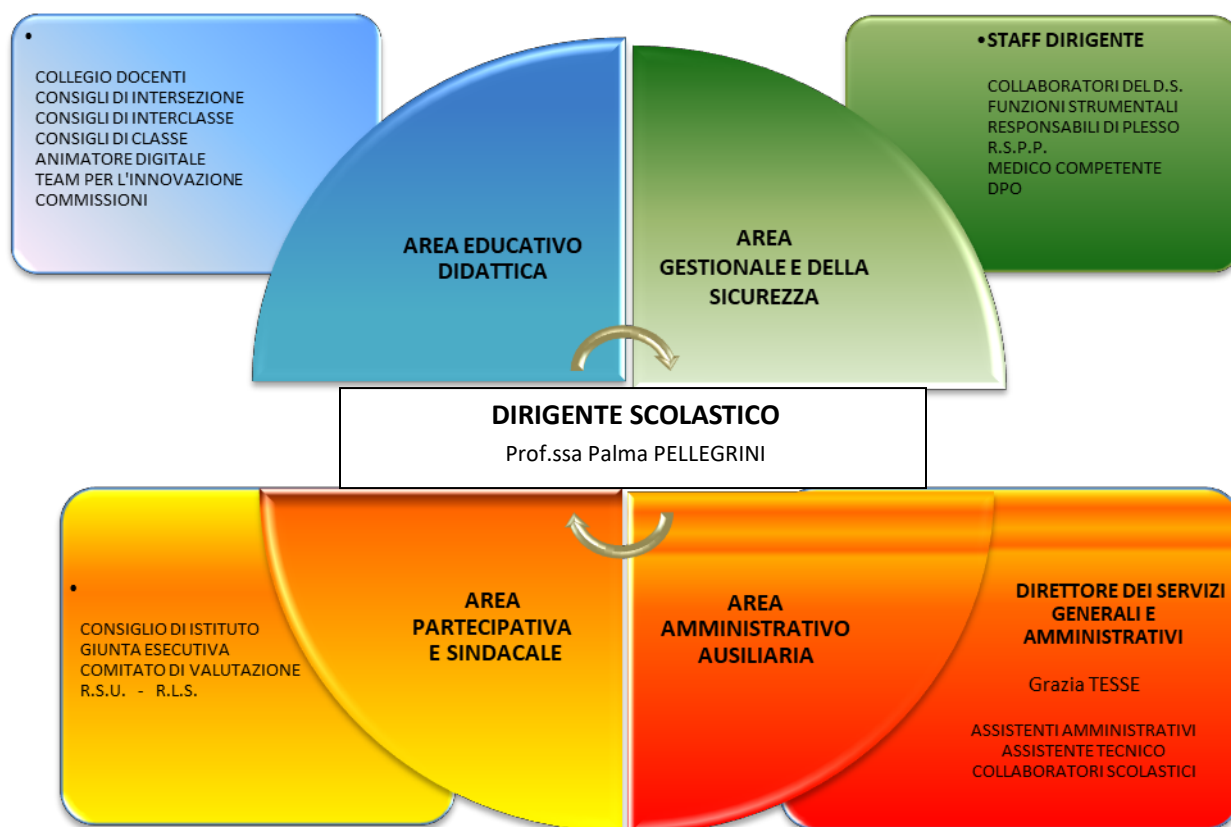 •
COLLEGIO DOCENTI
CONSIGLI DI INTERSEZIONE
CONSIGLI DI INTERCLASSE
CONSIGLI DI CLASSE
ANIMATORE DIGITALE
TEAM PER L'INNOVAZIONE
COMMISSIONI
•STAFF DIRIGENTE
COLLABORATORI DEL D.S.
FUNZIONI STRUMENTALI
RESPONSABILI DI PLESSO
R.S.P.P.
MEDICO COMPETENTE
DPO
AREA EDUCATIVO
DIDATTICA
AREA
GESTIONALE E DELLA
SICUREZZA
DIRIGENTE SCOLASTICO
Prof.ssa Palma PELLEGRINI
•
CONSIGLIO DI ISTITUTO
GIUNTA ESECUTIVA
COMITATO DI VALUTAZIONE
R.S.U. - R.L.S.
AREA
PARTECIPATIVA
E SINDACALE
AREA
AMMINISTRATIVO
AUSILIARIA
DIRETTORE DEI SERVIZI
GENERALI E
AMMINISTRATIVI
Grazia TESSE
ASSISTENTI AMMINISTRATIVI
ASSISTENTE TECNICO
COLLABORATORI SCOLASTICI